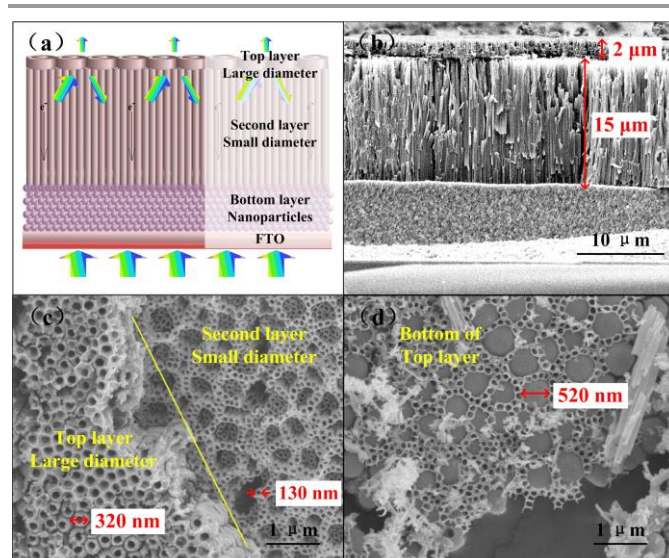 (a)
Top layer
Large diameter
e⁻
e⁻
e⁻
Second layer
Small diameter
Bottom layer
Nanoparticles
FTO
(b)
2 μm
15 μm
10 μm
(c)
Second layer
Small diameter
Top layer
Large diameter
320 nm
130 nm
1 μm
(d)
Bottom of
Top layer
520 nm
1 μm